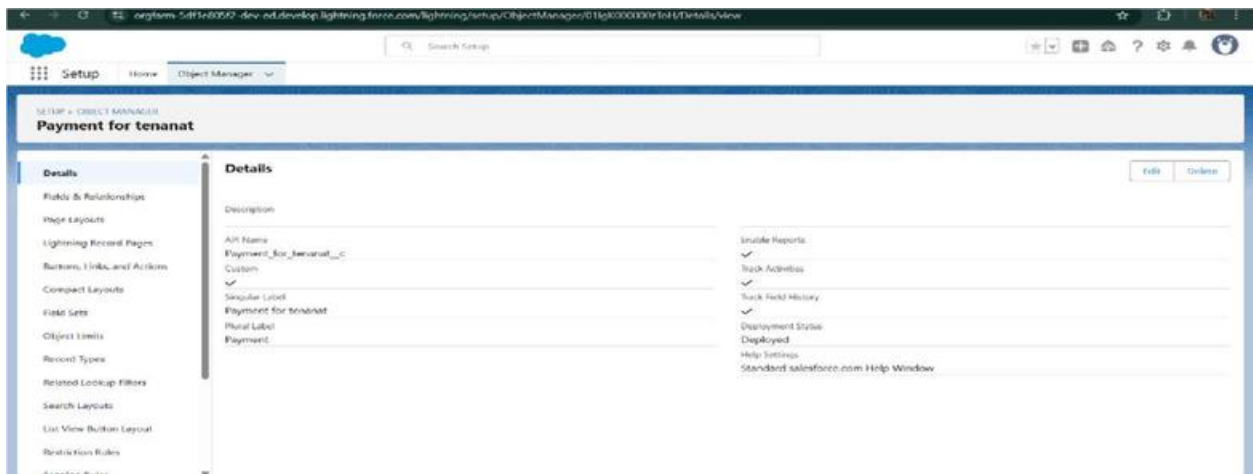 orgfarm-5df1e805f2-dev-ed.develop.lightning.force.com/lightning/setup/ObjectManager/
Search Setup
Setup
Home
Object Manager
SETUP > OBJECT MANAGER
Payment for tenanat
Details
Fields & Relationships
Page Layouts
Lightning Record Pages
Buttons, Links, and Actions
Compact Layouts
Field Sets
Object Limits
Record Types
Related Lookup Filters
Search Layouts
List View Button Layout
Restriction Rules
Details
Edit
Delete
Description
API Name
Payment_for_tenanat__c
Custom
Singular Label
Payment for tenanat
Plural Label
Payment
Enable Reports
Track Activities
Track Field History
Deployment Status
Deployed
Help Settings
Standard salesforce.com Help Window